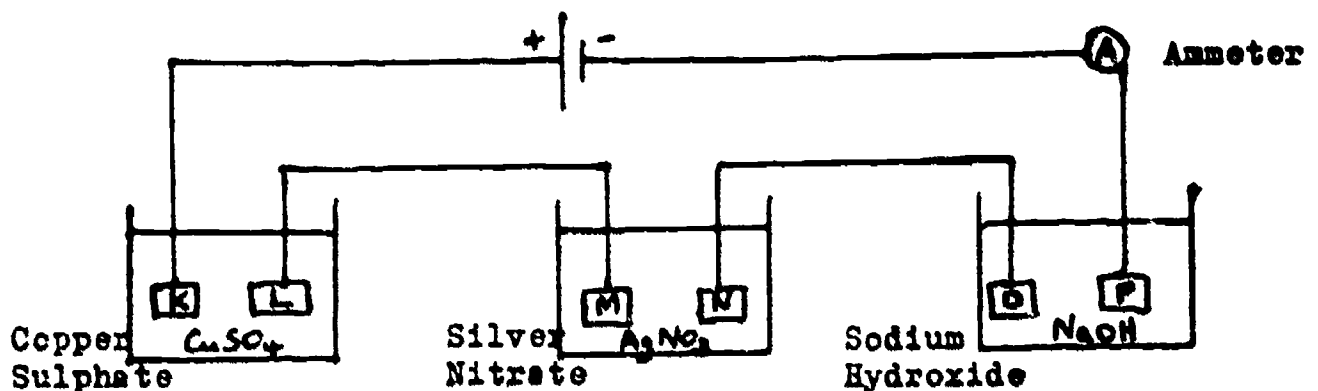 + -
A Ammeter
K L M N O P
CuSO4 AgNO3 NaOH
Copper Silver Sodium
Sulphate Nitrate Hydroxide